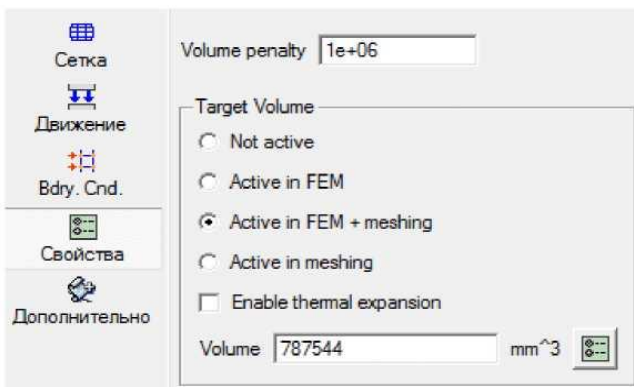 Сетка
Движение
Bdry. Cnd.
Свойства
Дополнительно
Volume penalty 1e+06
Target Volume
Not active
Active in FEM
Active in FEM + meshing
Active in meshing
Enable thermal expansion
Volume 787544 mm^3